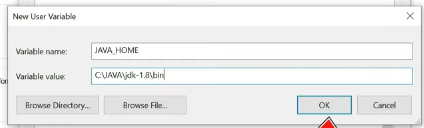 New User Variable
Variable name:
JAVA_HOME
Variable value:
C:\JAVA\jdk-1.8\bin
Browse Directory...
Browse File...
OK
Cancel